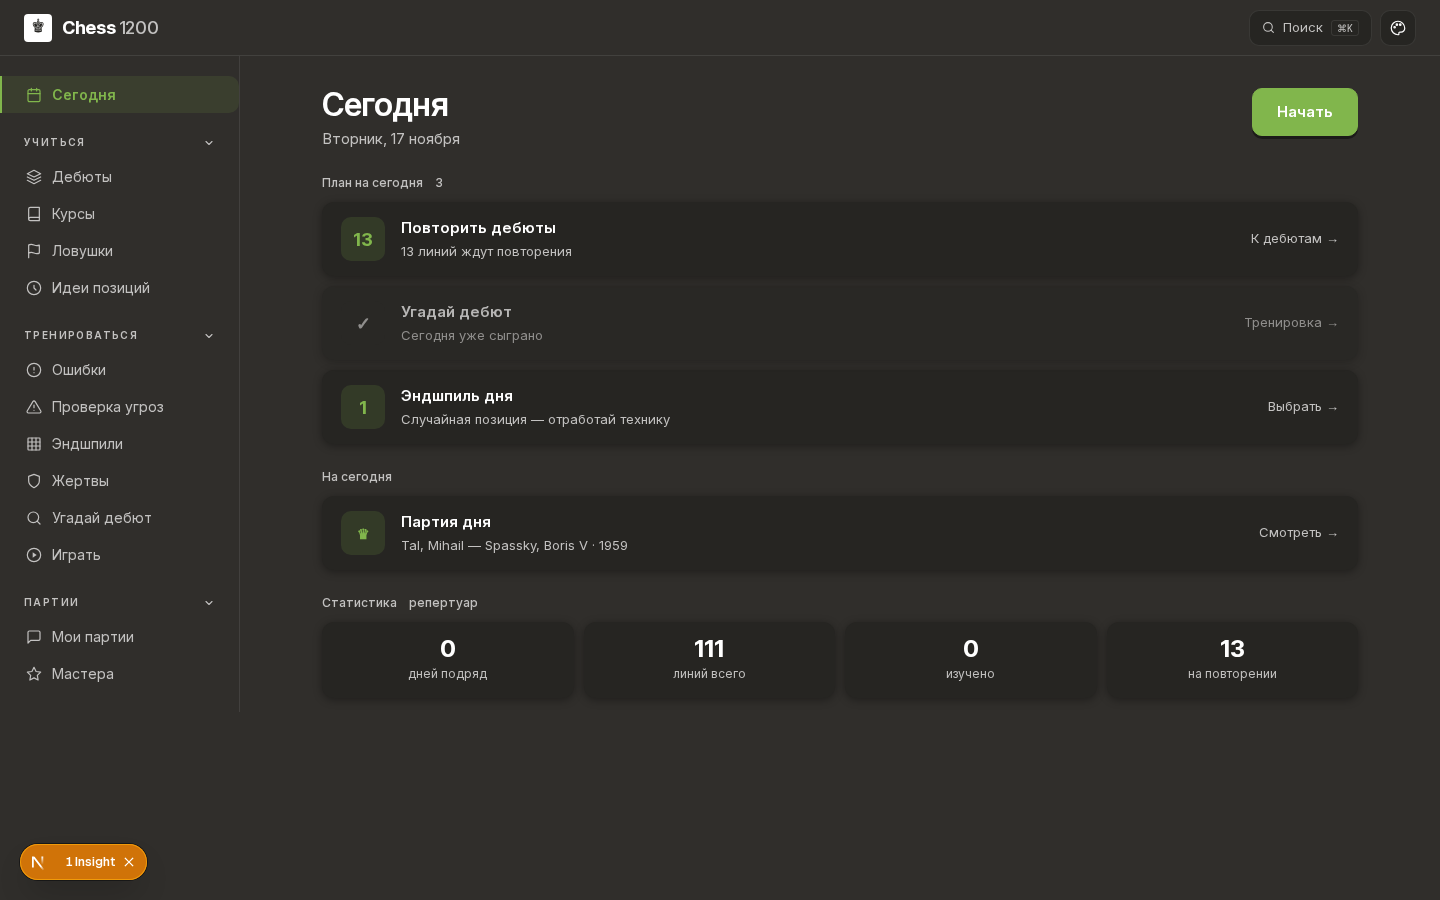 Chess 1200
Поиск ⌘K
Сегодня
УЧИТЬСЯ
Дебюты
Курсы
Ловушки
Идеи позиций
ТРЕНИРОВАТЬСЯ
Ошибки
Проверка угроз
Эндшпили
Жертвы
Угадай дебют
Играть
ПАРТИИ
Мои партии
Мастера
Сегодня
Вторник, 17 ноября
Начать
План на сегодня 3
13
Повторить дебюты
13 линий ждут повторения
К дебютам →
✓
Угадай дебют
Сегодня уже сыграно
Тренировка →
1
Эндшпиль дня
Случайная позиция — отработай технику
Выбрать →
На сегодня
Партия дня
Tal, Mihail — Spassky, Boris V · 1959
Смотреть →
Статистика репертуар
0
дней подряд
111
линий всего
0
изучено
13
на повторении
1 Insight